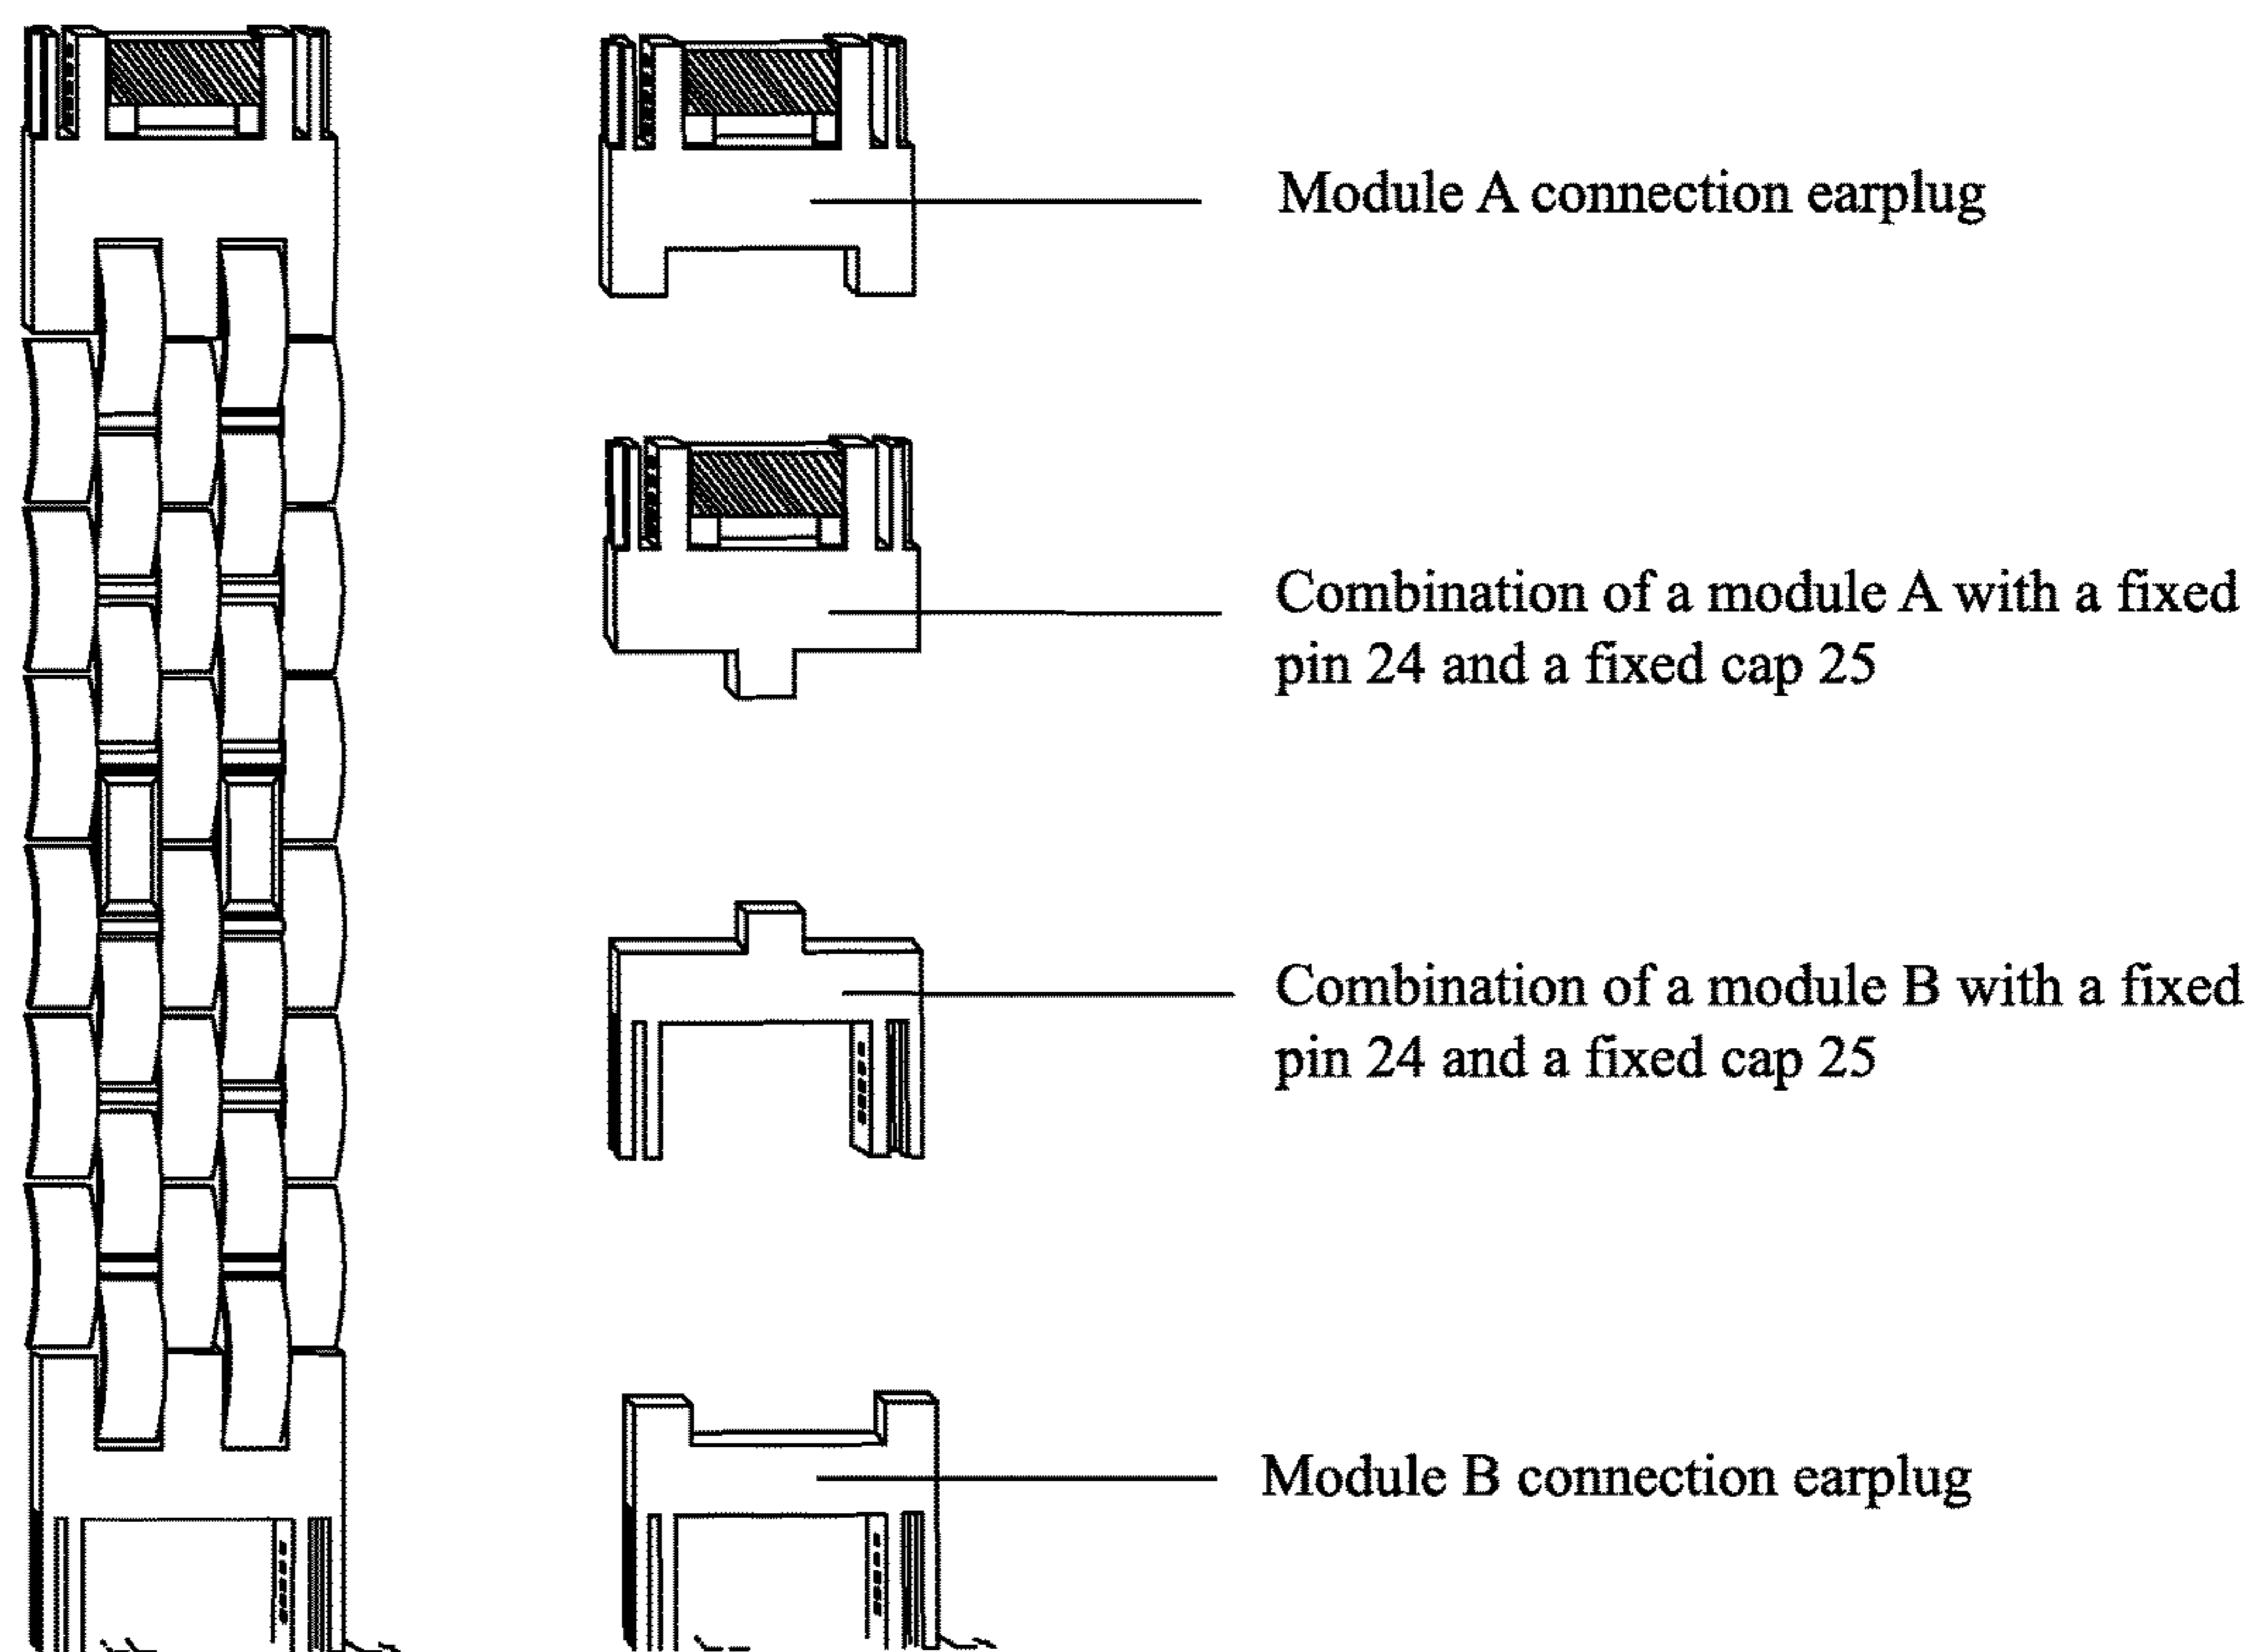 Module A connection earplug
Combination of a module A with a fixed
pin 24 and a fixed cap 25
Combination of a module B with a fixed
pin 24 and a fixed cap 25
Module B connection earplug